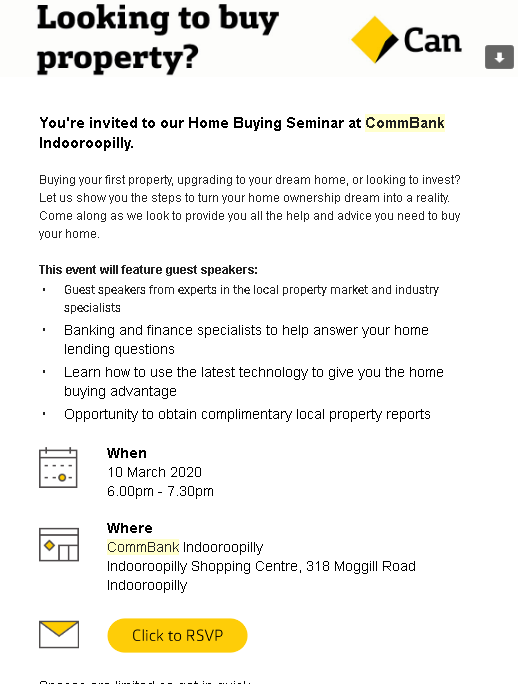 Looking to buy
property?
Can
You're invited to our Home Buying Seminar at CommBank
Indooroopilly.
Buying your first property, upgrading to your dream home, or looking to invest?
Let us show you the steps to turn your home ownership dream into a reality.
Come along as we look to provide you all the help and advice you need to buy
your home.
This event will feature guest speakers:
· Guest speakers from experts in the local property market and industry
specialists
· Banking and finance specialists to help answer your home
lending questions
· Learn how to use the latest technology to give you the home
buying advantage
· Opportunity to obtain complimentary local property reports
When
10 March 2020
6.00pm - 7.30pm
Where
CommBank Indooroopilly
Indooroopilly Shopping Centre, 318 Moggill Road
Indooroopilly
Click to RSVP